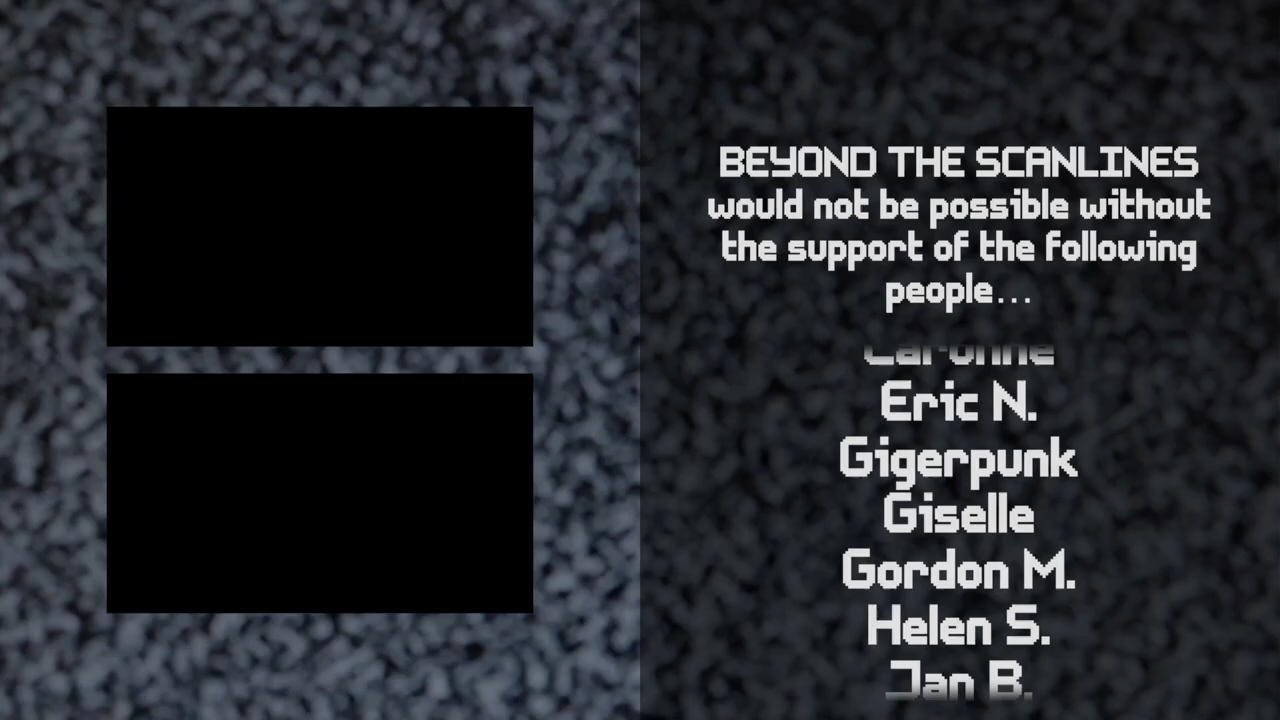 BEYOND THE SCANLINES
would not be possible without
the support of the following
people...
Eric N.
Gigerpunk
Giselle
Gordon M.
Helen S.
Jan B.